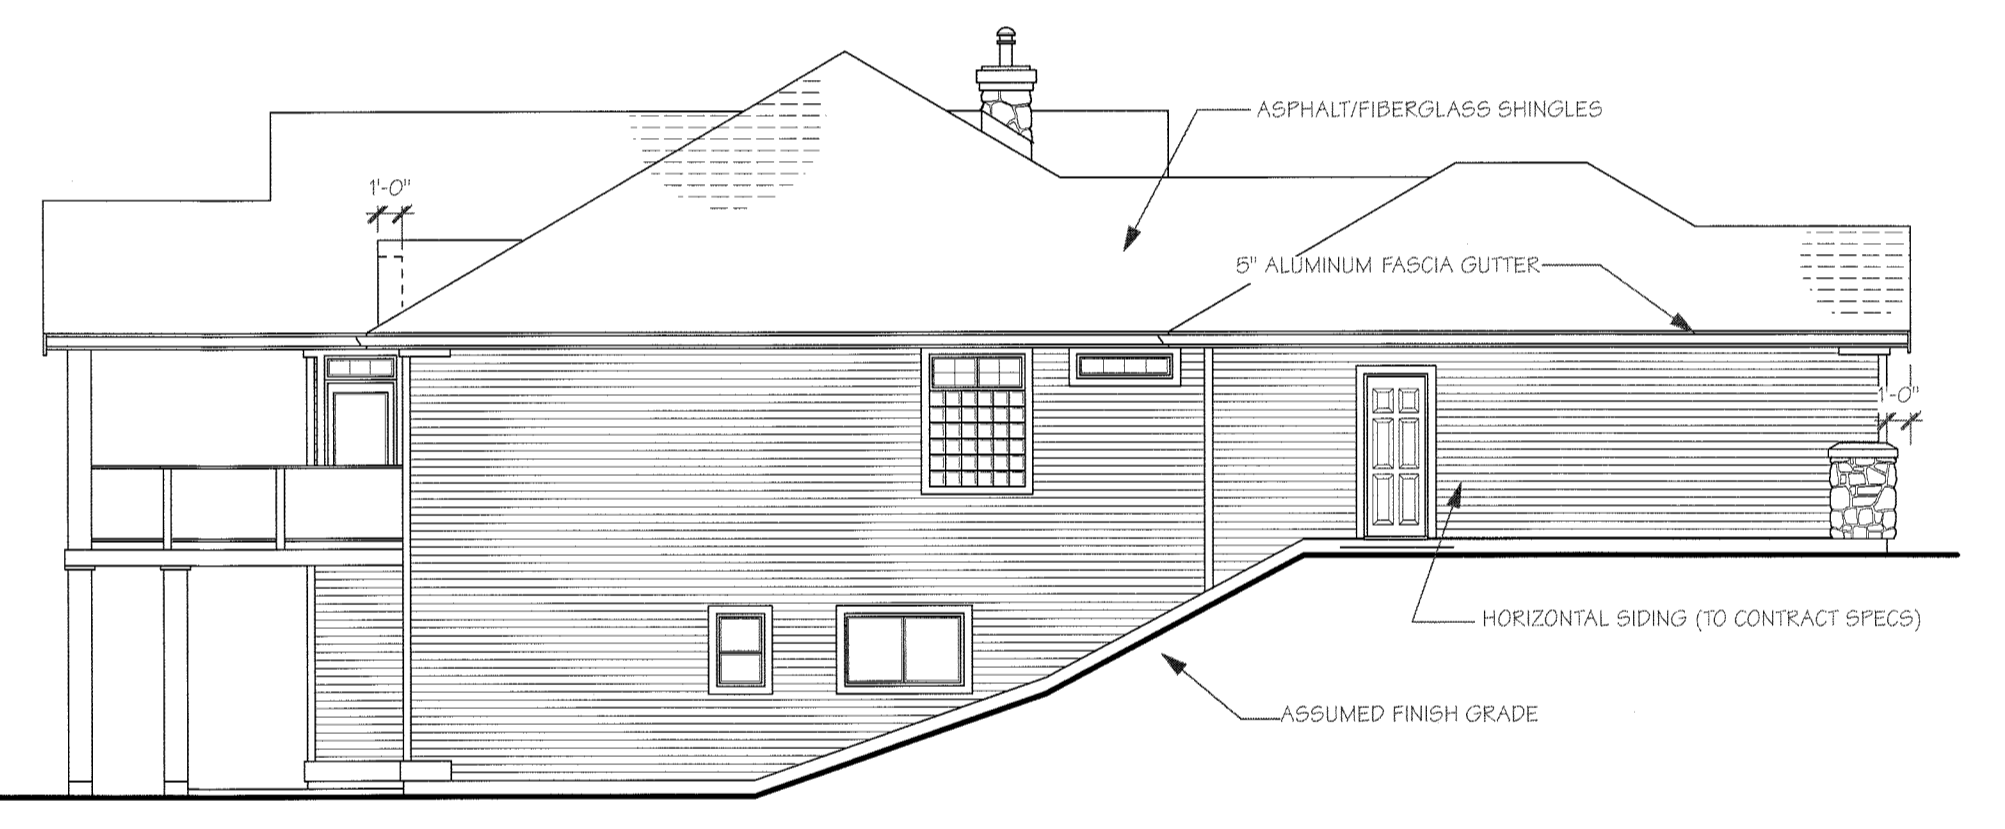 ASPHALT/FIBERGLASS SHINGLES
1'-0"
5" ALUMINUM FASCIA GUTTER
1'-0"
HORIZONTAL SIDING (TO CONTRACT SPECS)
ASSUMED FINISH GRADE